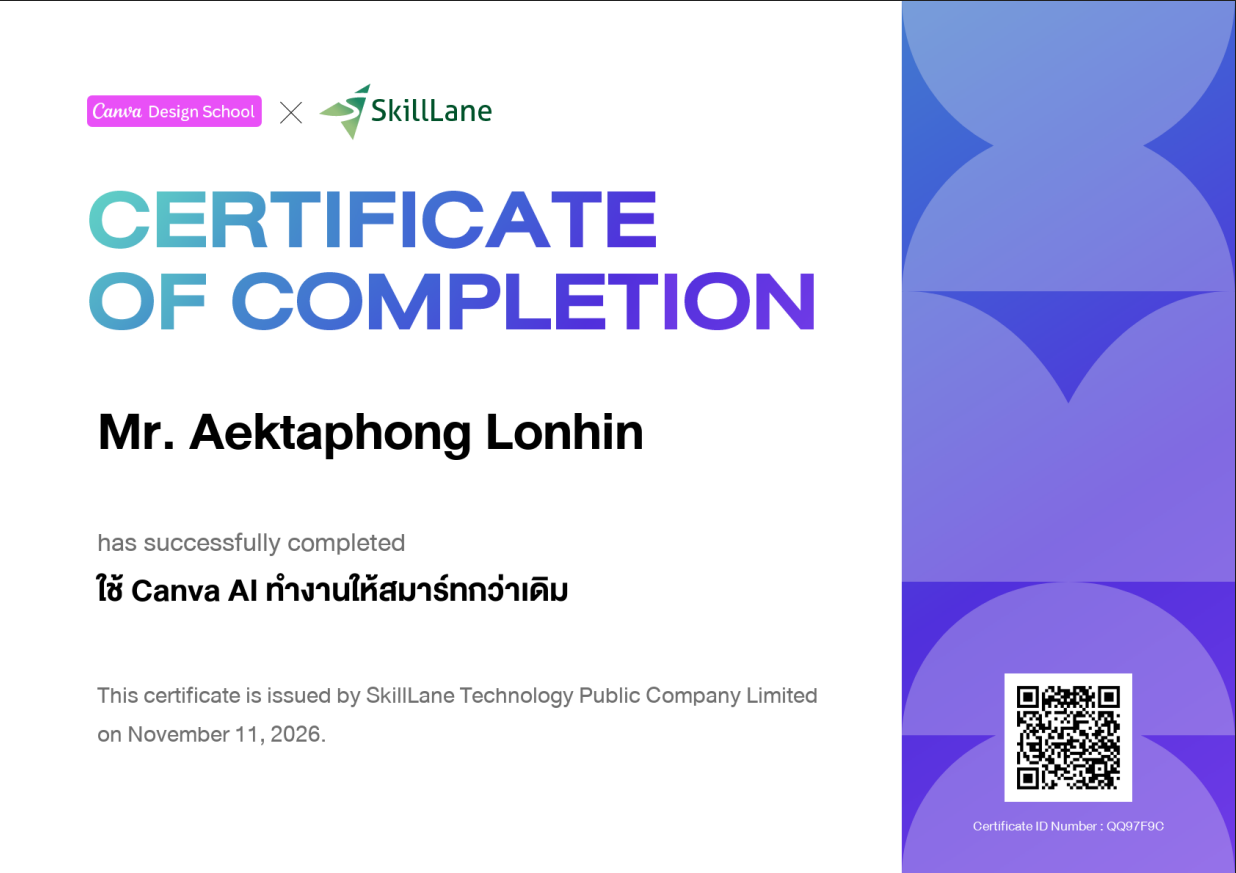 Canva Design School
SkillLane
CERTIFICATE
OF COMPLETION
Mr. Aektaphong Lonhin
has successfully completed
ใช้ Canva AI ทำงานให้สมาร์ทกว่าเดิม
This certificate is issued by SkillLane Technology Public Company Limited
on November 11, 2026.
Certificate ID Number : QQ97F9C